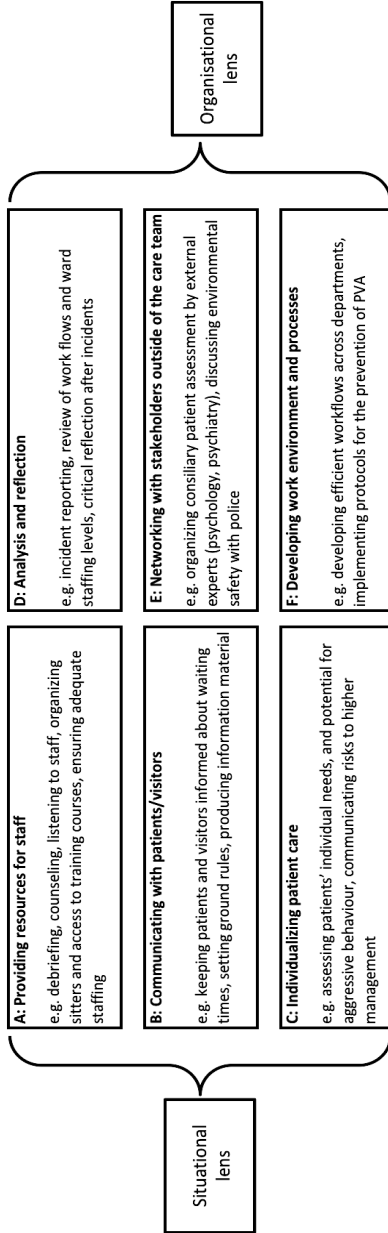 Situational
lens
A: Providing resources for staff
e.g. debriefing, counseling, listening to staff, organizing
sitters and access to training courses, ensuring adequate
staffing
B: Communicating with patients/visitors
e.g. keeping patients and visitors informed about waiting
times, setting ground rules, producing information material
C: Individualizing patient care
e.g. assessing patients' individual needs, and potential for
aggressive behaviour, communicating risks to higher
management
D: Analysis and reflection
e.g. incident reporting, review of work flows and ward
staffing levels, critical reflection after incidents
E: Networking with stakeholders outside of the care team
e.g. organizing consiliary patient assessment by external
experts (psychology, psychiatry), discussing environmental
safety with police
F: Developing work environment and processes
e.g. developing efficient workflows across departments,
implementing protocols for the prevention of PVA
Organisational
lens